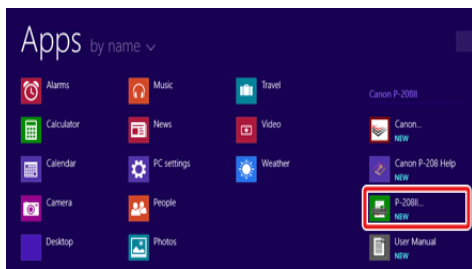 Apps by name
Alarms
Calculator
Calendar
Camera
Desktop
Music
News
PC settings
People
Photos
Travel
Video
Weather
Canon P-208II
Canon...
NEW
Canon P-208 Help
NEW
P-208II...
NEW
User Manual
NEW